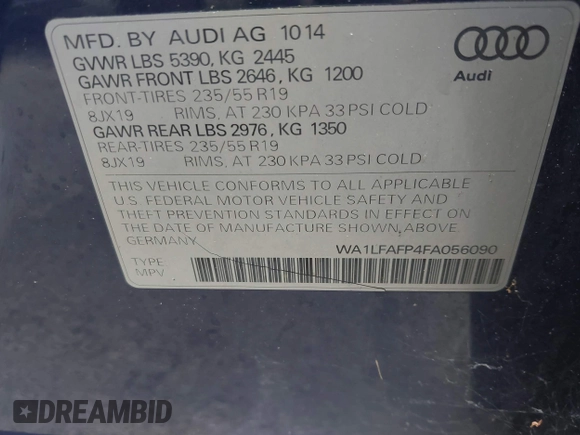 MFD. BY AUDI AG 10 14
GVWR LBS 5390, KG 2445
GAWR FRONT LBS 2646, KG 1200
FRONT-TIRES 235/55 R19
8JX19 RIMS, AT 230 KPA 33 PSI COLD
GAWR REAR LBS 2976, KG 1350
REAR-TIRES 235/55 R19
8JX19 RIMS, AT 230 KPA 33 PSI COLD
Audi
THIS VEHICLE CONFORMS TO ALL APPLICABLE
U.S. FEDERAL MOTOR VEHICLE SAFETY AND
THEFT PREVENTION STANDARDS IN EFFECT ON
THE DATE OF MANUFACTURE SHOWN ABOVE.
GERMANY
WA1LFAFP4FA056090
TYPE
MPV
DREAMBID